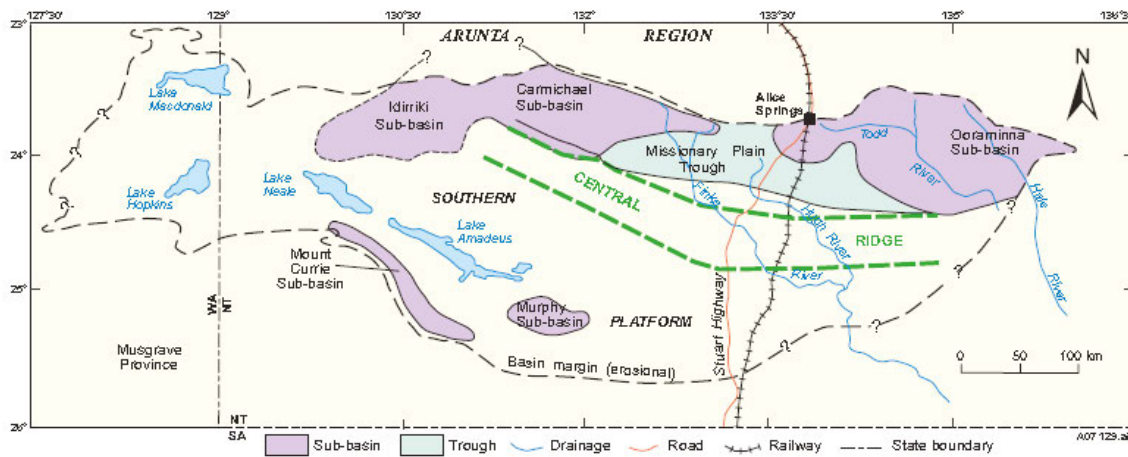 127°30'
129°
130°30'
132°
133°30'
135°
136°3
23°
ARUNTA REGION
N
?
?
?
Lake
Macdonald
Idirriki
Sub-basin
Carmichael
Sub-basin
Alice
Springs
Todd
River
Ooraminna
Sub-basin
24°
?
Missionary
Trough
Plain
Lake
Hopkins
?
Lake
Neale
SOUTHERN
CENTRAL
RIDGE
Finke
River
Hugh River
Hale
River
?
Lake
Amadeus
Mount
Currie
Sub-basin
?
25°
WA
NT
Murphy
Sub-basin
PLATFORM
Stuart Highway
?
?
?
Musgrave
Province
Basin margin (erosional)
0 50 100 km
26°
NT
SA
Sub-basin
Trough
Drainage
Road
Railway
State boundary
A07 129.ai